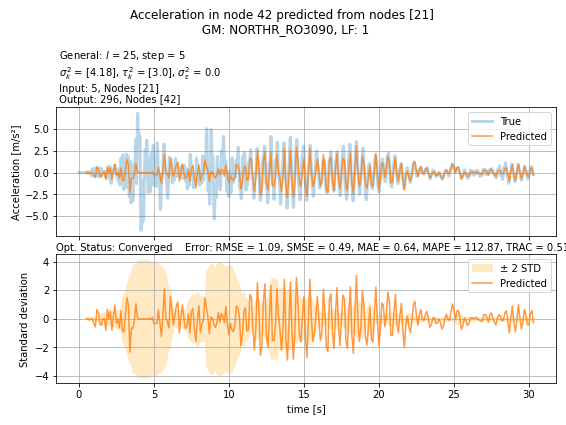 Acceleration in node 42 predicted from nodes [21]
GM: NORTHR_RO3090, LF: 1
General: l = 25, step = 5
σ²ₖ = [4.18], τ²ₖ = [3.0], σ²ε = 0.0
Input: 5, Nodes [21]
Output: 296, Nodes [42]
Acceleration [m/s²]
5.0
2.5
0.0
−2.5
−5.0
True
Predicted
Opt. Status: Converged    Error: RMSE = 1.09, SMSE = 0.49, MAE = 0.64, MAPE = 112.87, TRAC = 0.51
Standard deviation
4
2
0
−2
−4
± 2 STD
Predicted
0 5 10 15 20 25 30
time [s]